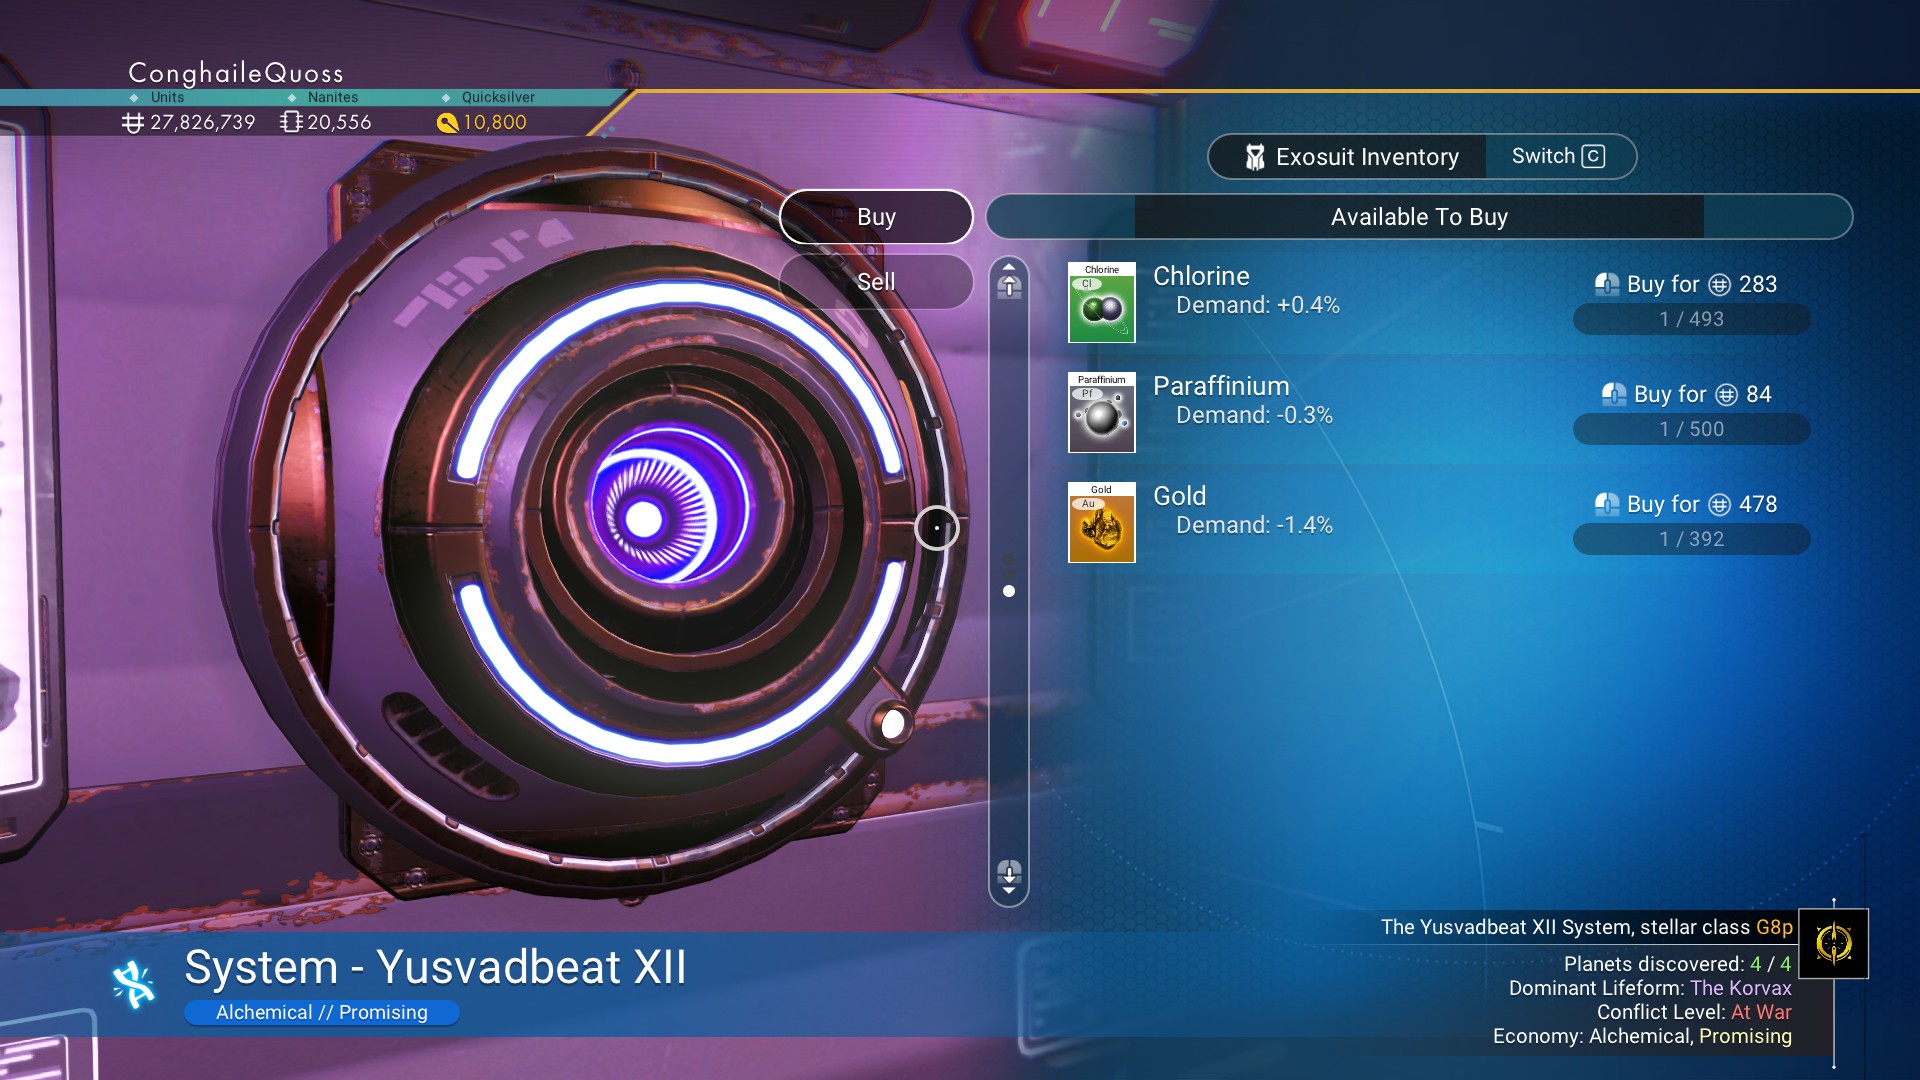 ConghaileQuoss
Units Nanites Quicksilver
27,826,739 20,556 10,800
Exosuit Inventory Switch C
Buy
Available To Buy
Sell
Chlorine
Cl
Chlorine
Demand: +0.4%
Buy for 283
1 / 493
Paraffinium
Pf
Paraffinium
Demand: -0.3%
Buy for 84
1 / 500
Gold
Au
Gold
Demand: -1.4%
Buy for 478
1 / 392
System - Yusvadbeat XII
Alchemical // Promising
The Yusvadbeat XII System, stellar class G8p
Planets discovered: 4 / 4
Dominant Lifeform: The Korvax
Conflict Level: At War
Economy: Alchemical, Promising